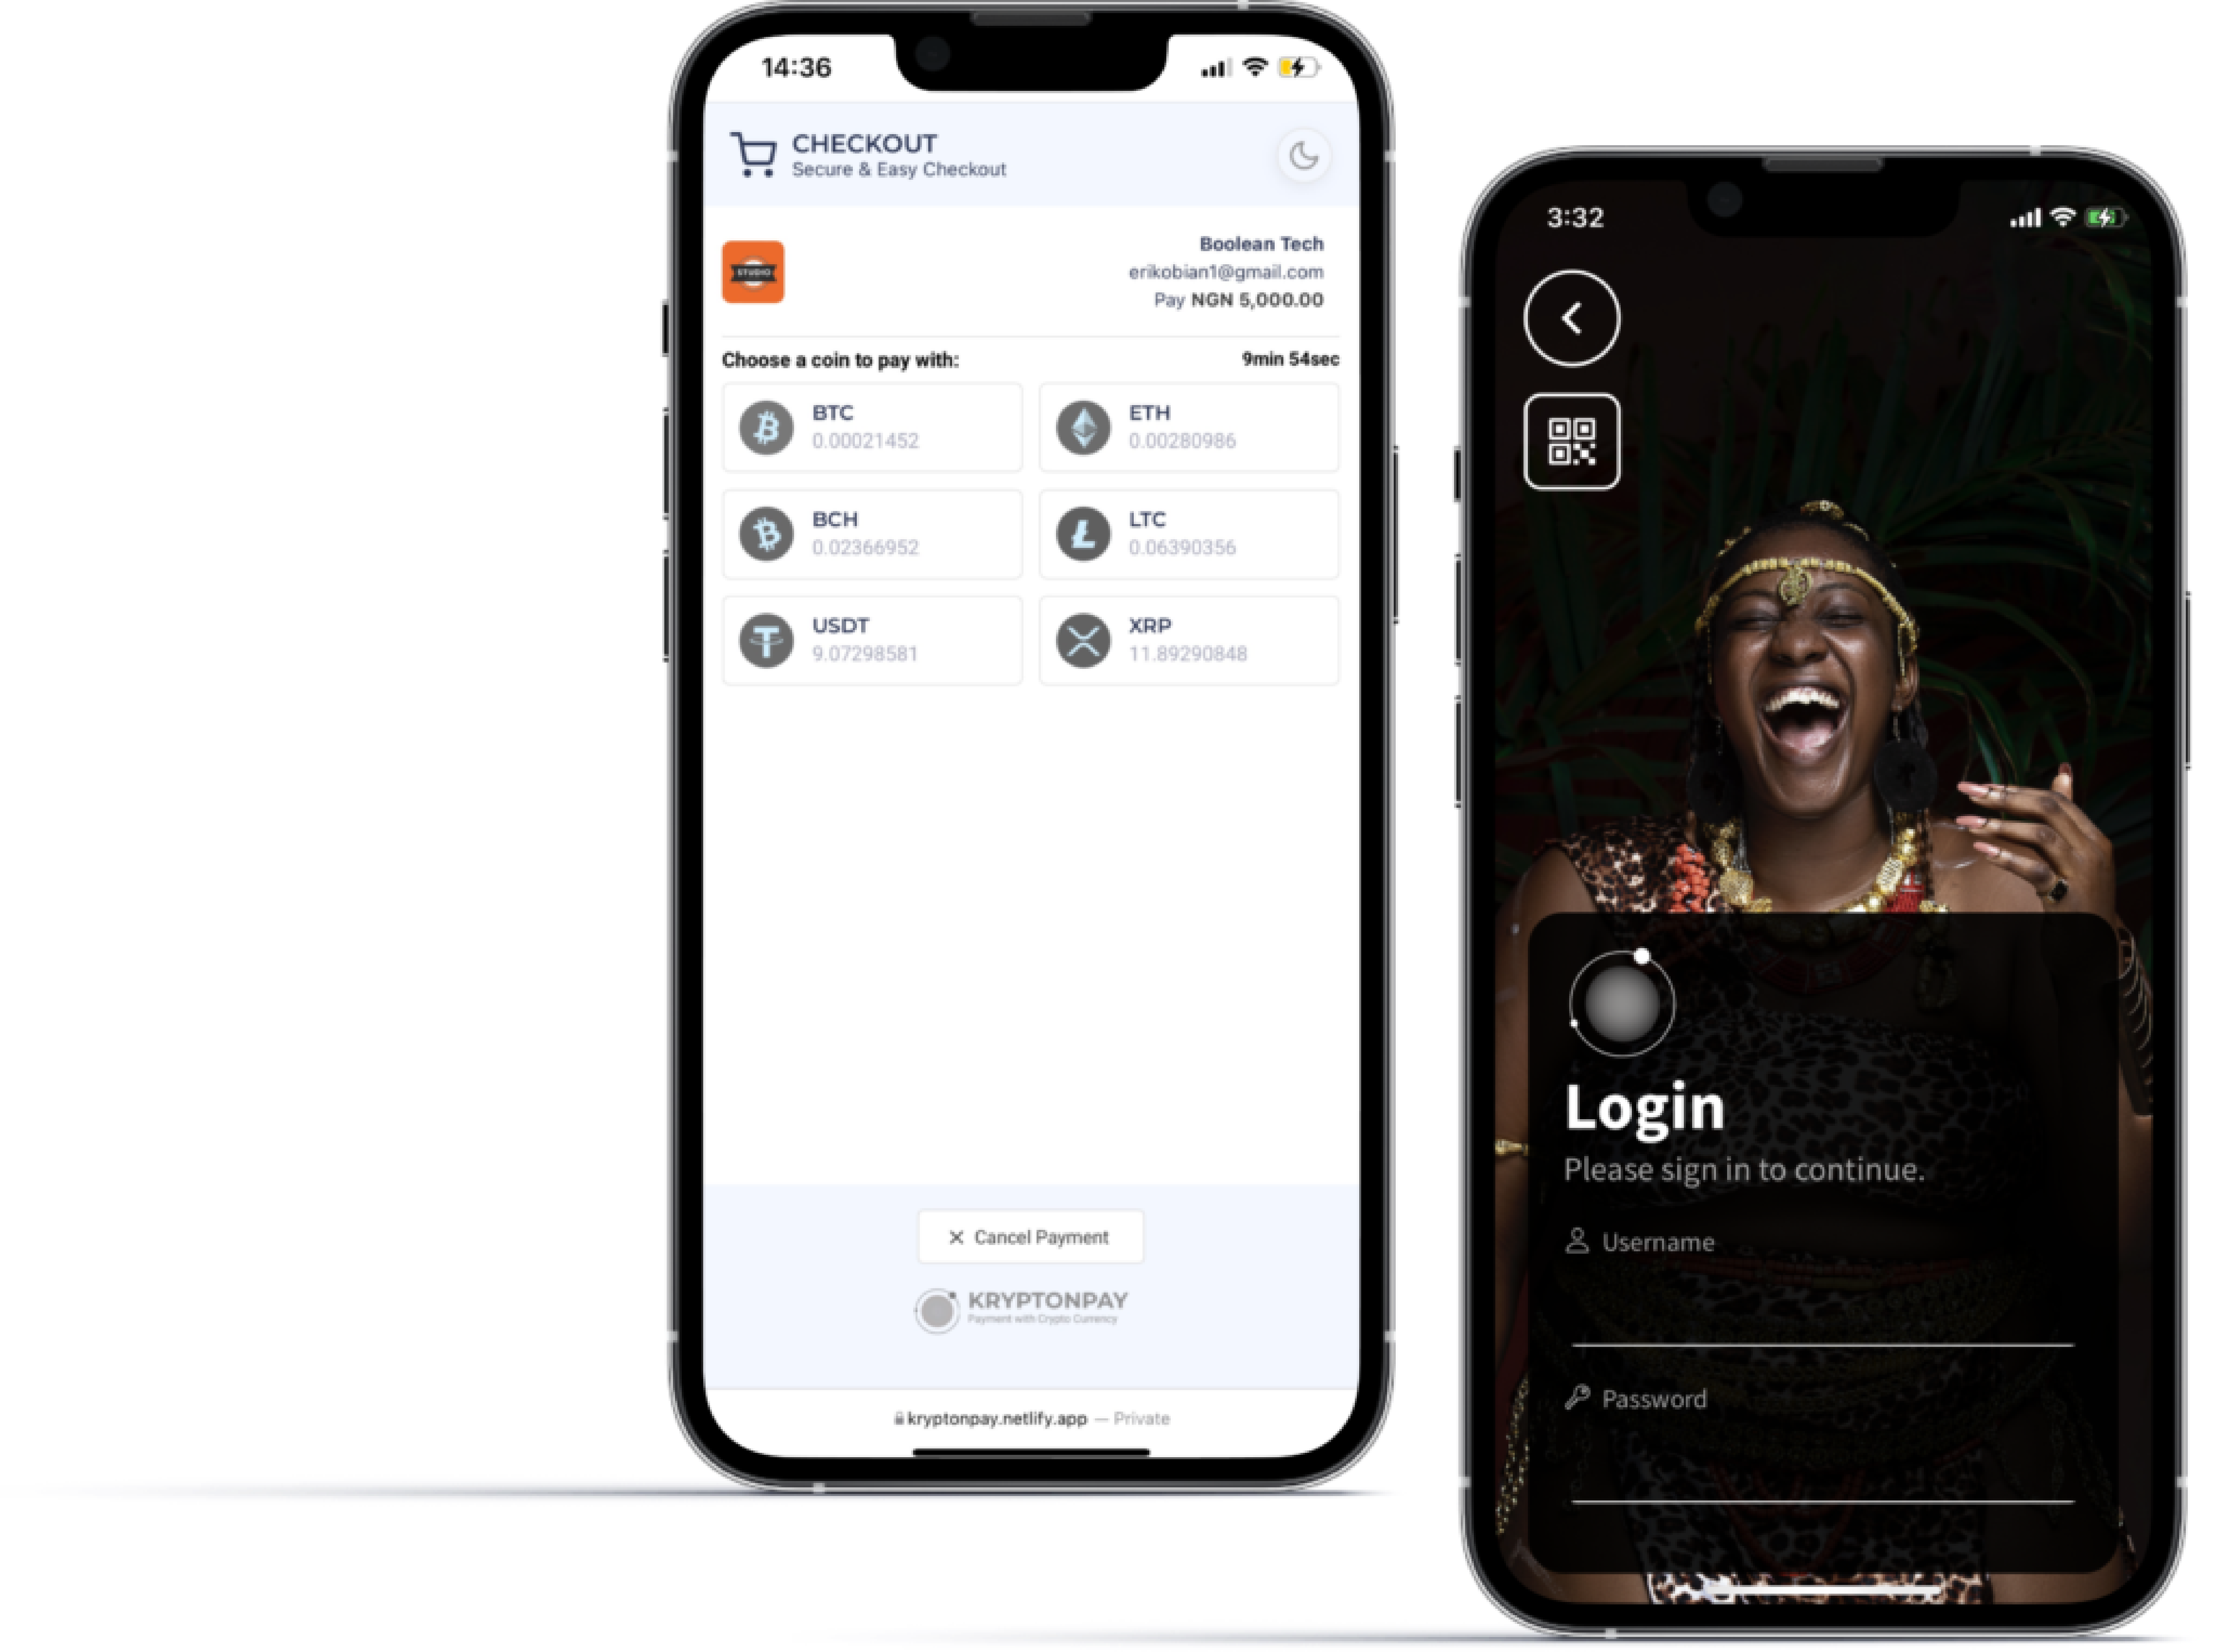 14:36
CHECKOUT
Secure & Easy Checkout
STUDIO
Boolean Tech
erikobian1@gmail.com
Pay NGN 5,000.00
Choose a coin to pay with:
9min 54sec
BTC
0.00021452
ETH
0.00280986
BCH
0.02366952
LTC
0.06390356
USDT
9.07298581
XRP
11.89290848
Cancel Payment
KRYPTONPAY
Payment with Crypto Currency
kryptonpay.netlify.app — Private
3:32
Login
Please sign in to continue.
Username
Password